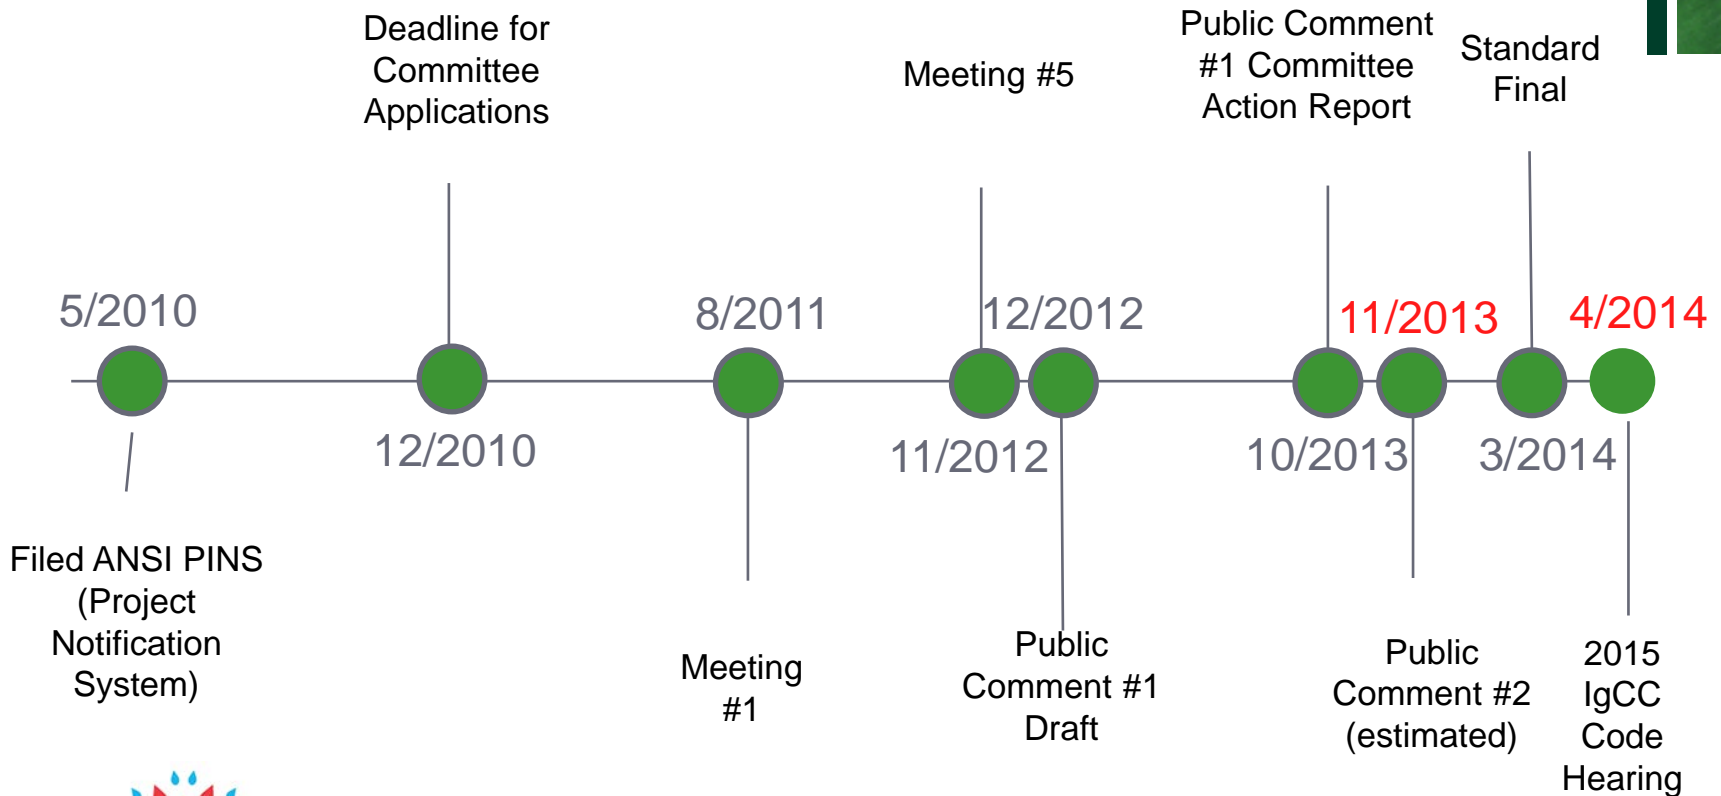 Deadline for
Committee
Applications
Meeting #5
Public Comment
#1 Committee
Action Report
Standard
Final
5/2010
8/2011
12/2012
11/2013
4/2014
12/2010
11/2012
10/2013
3/2014
Filed ANSI PINS
(Project
Notification
System)
Meeting
#1
Public
Comment #1
Draft
Public
Comment #2
(estimated)
2015
IgCC
Code
Hearing